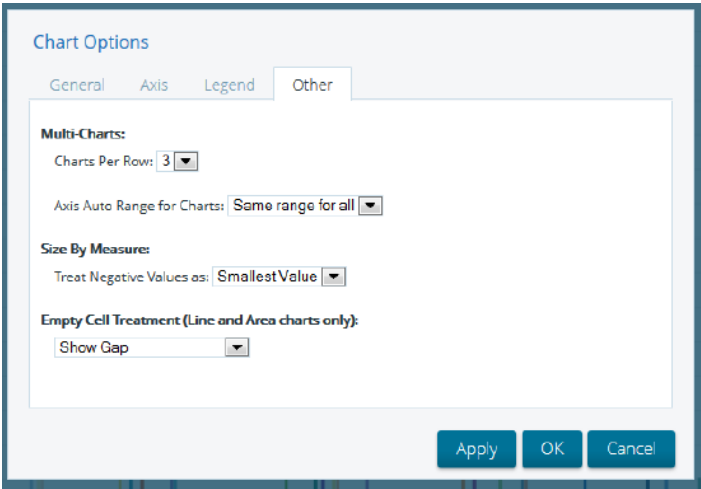 Chart Options
General Axis Legend Other
Multi-Charts:
Charts Per Row: 3
Axis Auto Range for Charts: Same range for all
Size By Measure:
Treat Negative Values as: Smallest Value
Empty Cell Treatment (Line and Area charts only):
Show Gap
Apply OK Cancel